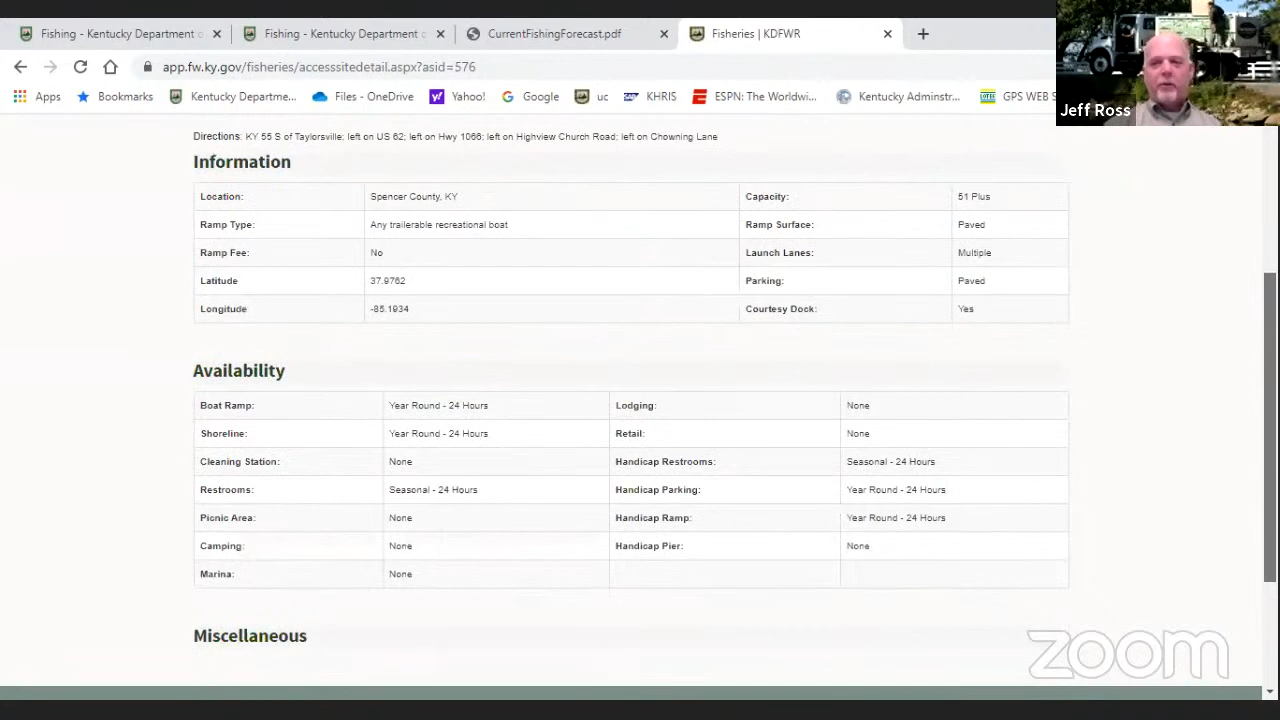 Fishing - Kentucky Department o
Fishing - Kentucky Department o
CurrentFishingForecast.pdf
Fisheries | KDFWR
app.fw.ky.gov/fisheries/accesssitedetail.aspx?asid=576
Apps
Bookmarks
Kentucky Departme...
Files - OneDrive
Yahoo!
Google
uc
KHRIS
ESPN: The Worldwi...
Kentucky Adminstr...
GPS WEB S
Jeff Ross
Directions: KY 55 S of Taylorsville; left on US 62; left on Hwy 1066; left on Highview Church Road; left on Chowning Lane
Information
Location: Spencer County, KY Capacity: 51 Plus
Ramp Type: Any trailerable recreational boat Ramp Surface: Paved
Ramp Fee: No Launch Lanes: Multiple
Latitude 37.9762 Parking: Paved
Longitude -85.1934 Courtesy Dock: Yes
Availability
Boat Ramp: Year Round - 24 Hours Lodging: None
Shoreline: Year Round - 24 Hours Retail: None
Cleaning Station: None Handicap Restrooms: Seasonal - 24 Hours
Restrooms: Seasonal - 24 Hours Handicap Parking: Year Round - 24 Hours
Picnic Area: None Handicap Ramp: Year Round - 24 Hours
Camping: None Handicap Pier: None
Marina: None
Miscellaneous
zoom